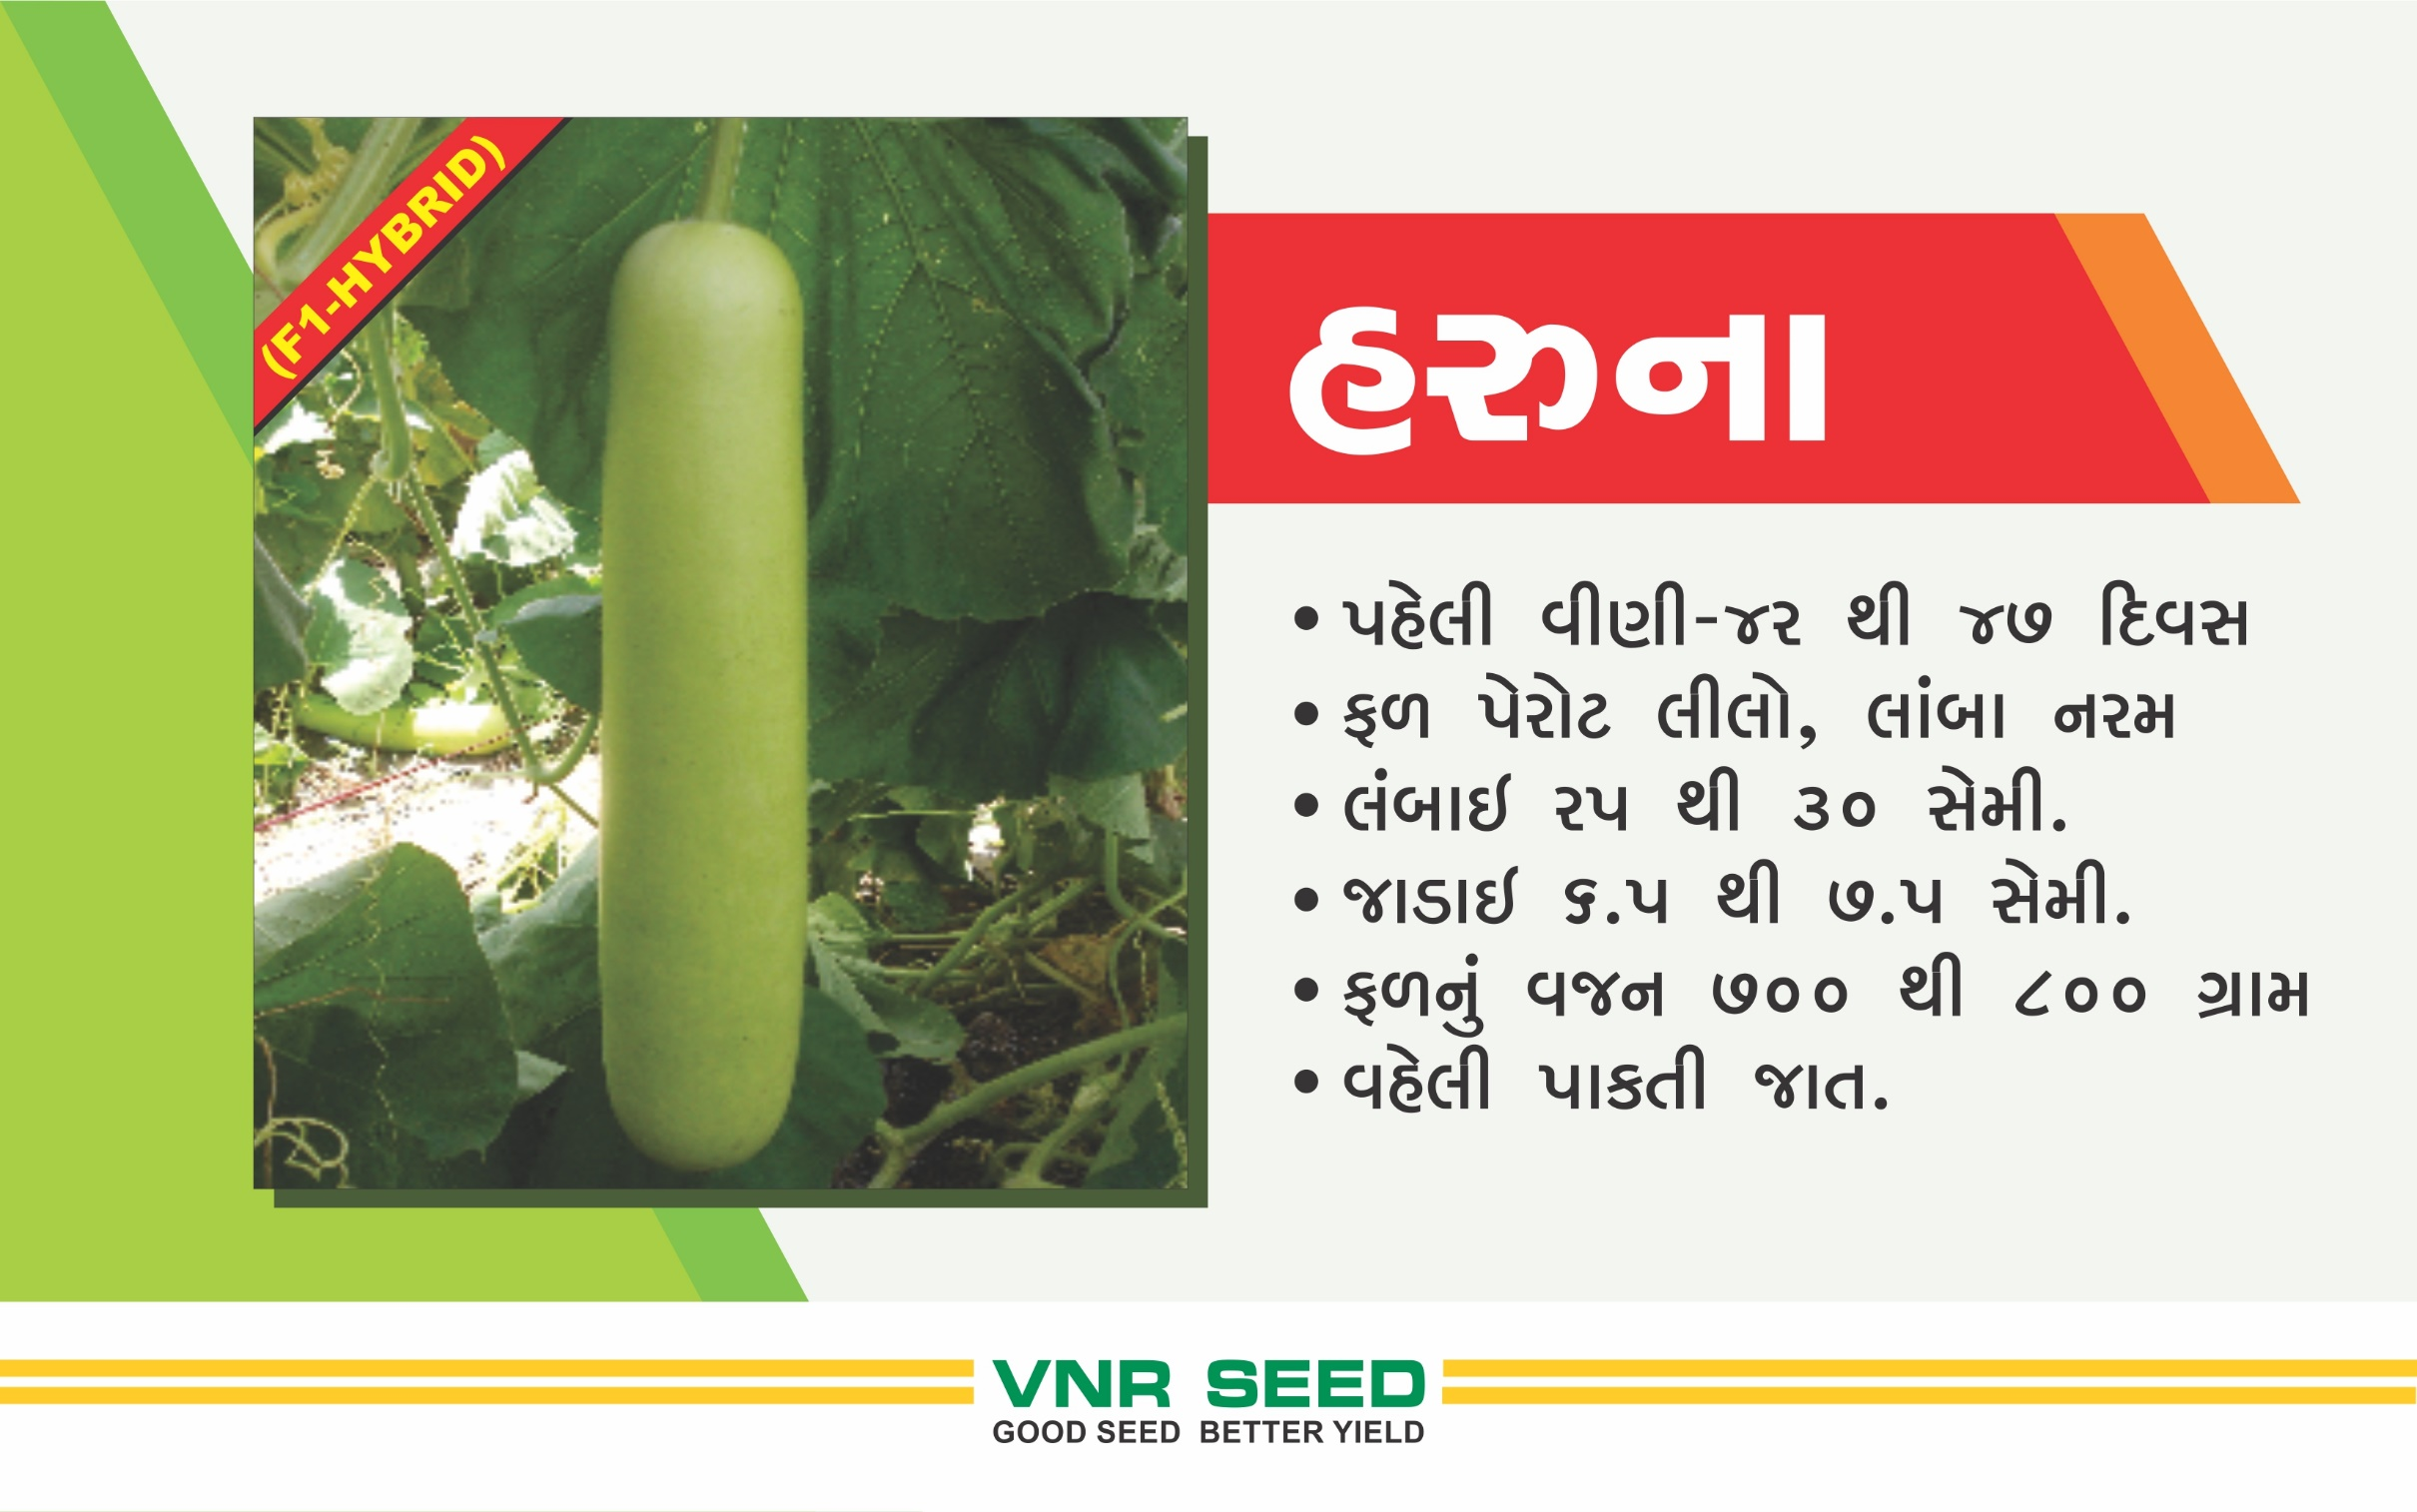 (F1-HYBRID))
હરુના
• પહેલી વીણી-૪૨ થી ૪૭ દિવસ
• ફળ પેરોટ લીલો, લાંબા નરમ
• લંબાઈ ૨૫ થી ૩૦ સેમી.
• જાડાઈ ૬.૫ થી ૭.૫ સેમી.
• ફળનું વજન ૭૦૦ થી ૮૦૦ ગ્રામ
• વહેલી પાકતી જાત.
VNR SEED
GOOD SEED BETTER YIELD